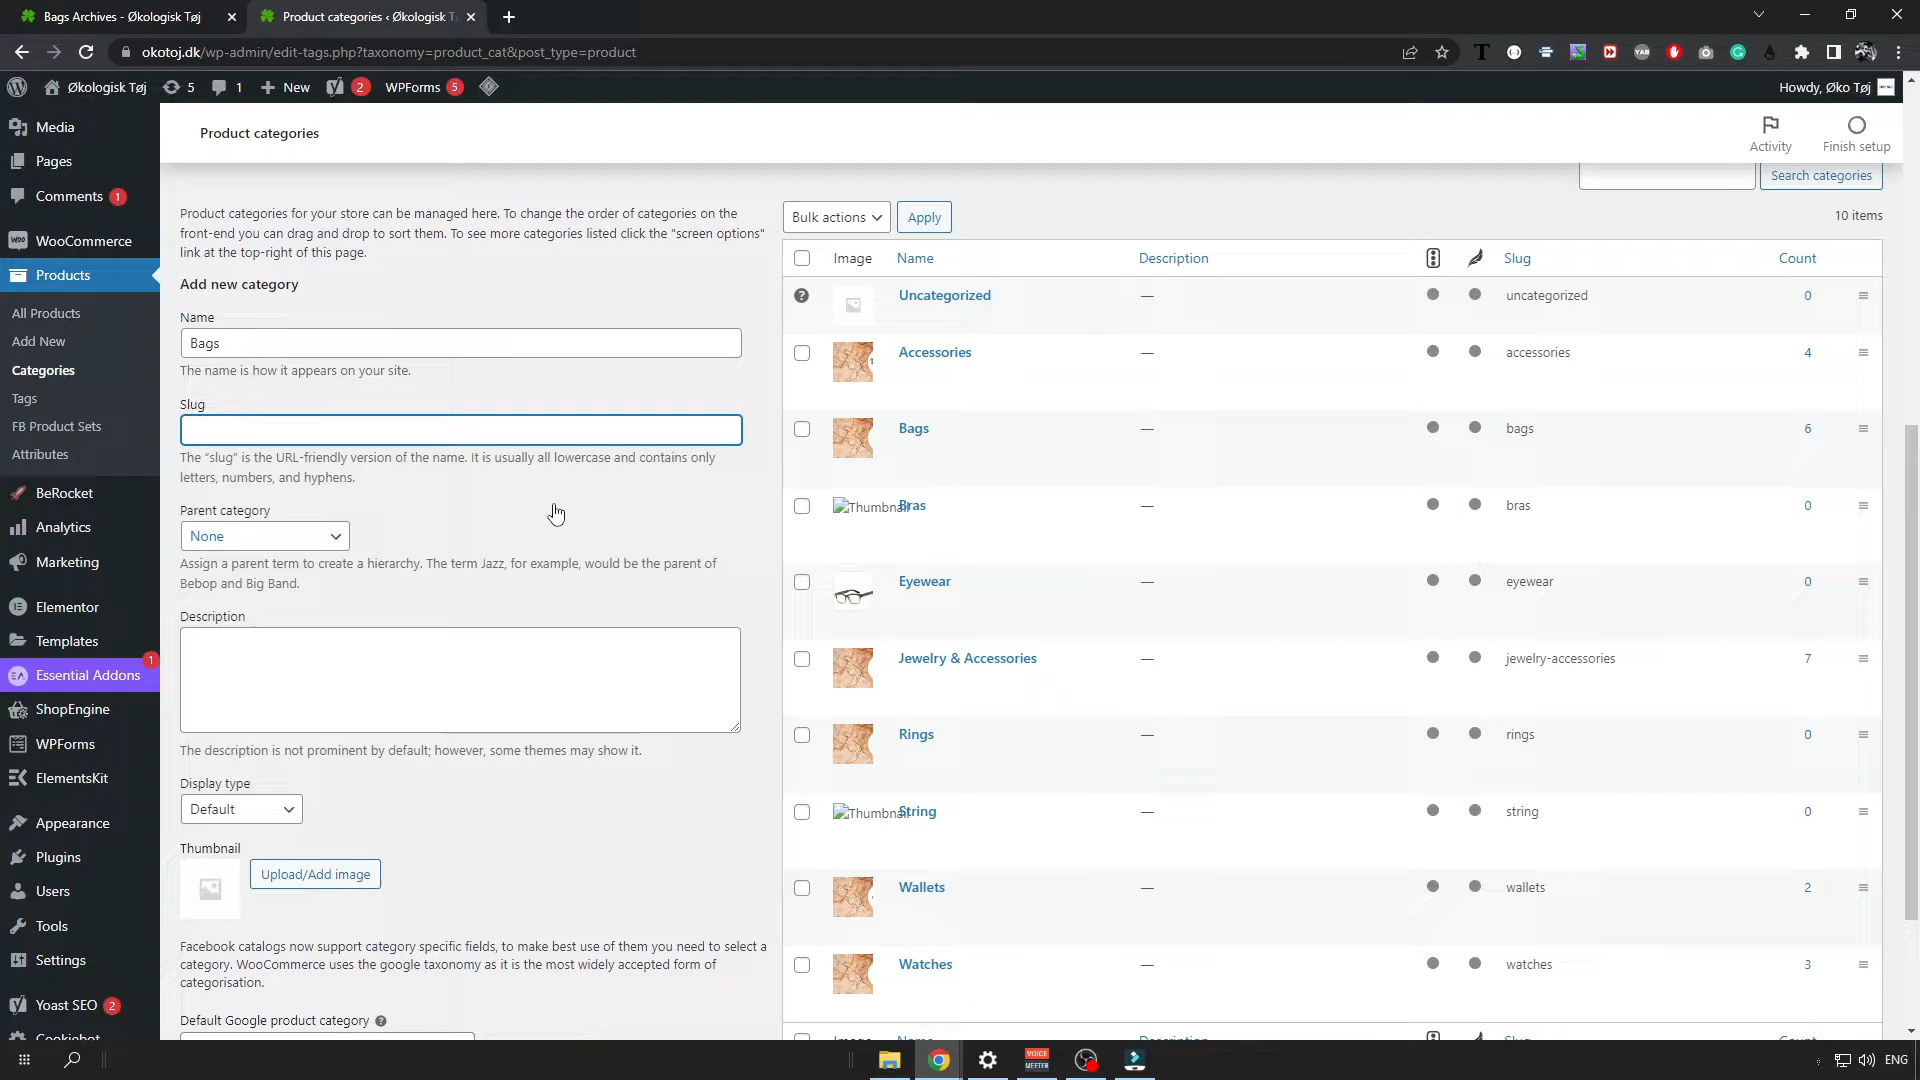 Bags Archives - Økologisk Tøj
Product categories ‹ Økologisk T
okotoj.dk/wp-admin/edit-tags.php?taxonomy=product_cat&post_type=product
Økologisk Tøj
5
1
New
2
WPForms
5
Howdy, Øko Tøj
Media
Pages
Comments
1
WooCommerce
Products
All Products
Add New
Categories
Tags
FB Product Sets
Attributes
BeRocket
Analytics
Marketing
Elementor
Templates
Essential Addons
1
ShopEngine
WPForms
ElementsKit
Appearance
Plugins
Users
Tools
Settings
Yoast SEO
2
Cookiebot
Product categories
Activity
Finish setup
Product categories for your store can be managed here. To change the order of categories on the
front-end you can drag and drop to sort them. To see more categories listed click the "screen options"
link at the top-right of this page.
Add new category
Name
Bags
The name is how it appears on your site.
Slug
The “slug” is the URL-friendly version of the name. It is usually all lowercase and contains only
letters, numbers, and hyphens.
Parent category
None
Assign a parent term to create a hierarchy. The term Jazz, for example, would be the parent of
Bebop and Big Band.
Description
The description is not prominent by default; however, some themes may show it.
Display type
Default
Thumbnail
Upload/Add image
Facebook catalogs now support category specific fields, to make best use of them you need to select a
category. WooCommerce uses the google taxonomy as it is the most widely accepted form of
categorisation.
Default Google product category
Search categories
Bulk actions
Apply
10 items
Image Name Description Slug Count
Uncategorized — uncategorized 0
Accessories — accessories 4
Bags — bags 6
Thumbnail Bras — bras 0
Eyewear — eyewear 0
Jewelry & Accessories — jewelry-accessories 7
Rings — rings 0
Thumbnail String — string 0
Wallets — wallets 2
Watches — watches 3
Image Name Description Slug Count
VOICE
MEETER
ENG